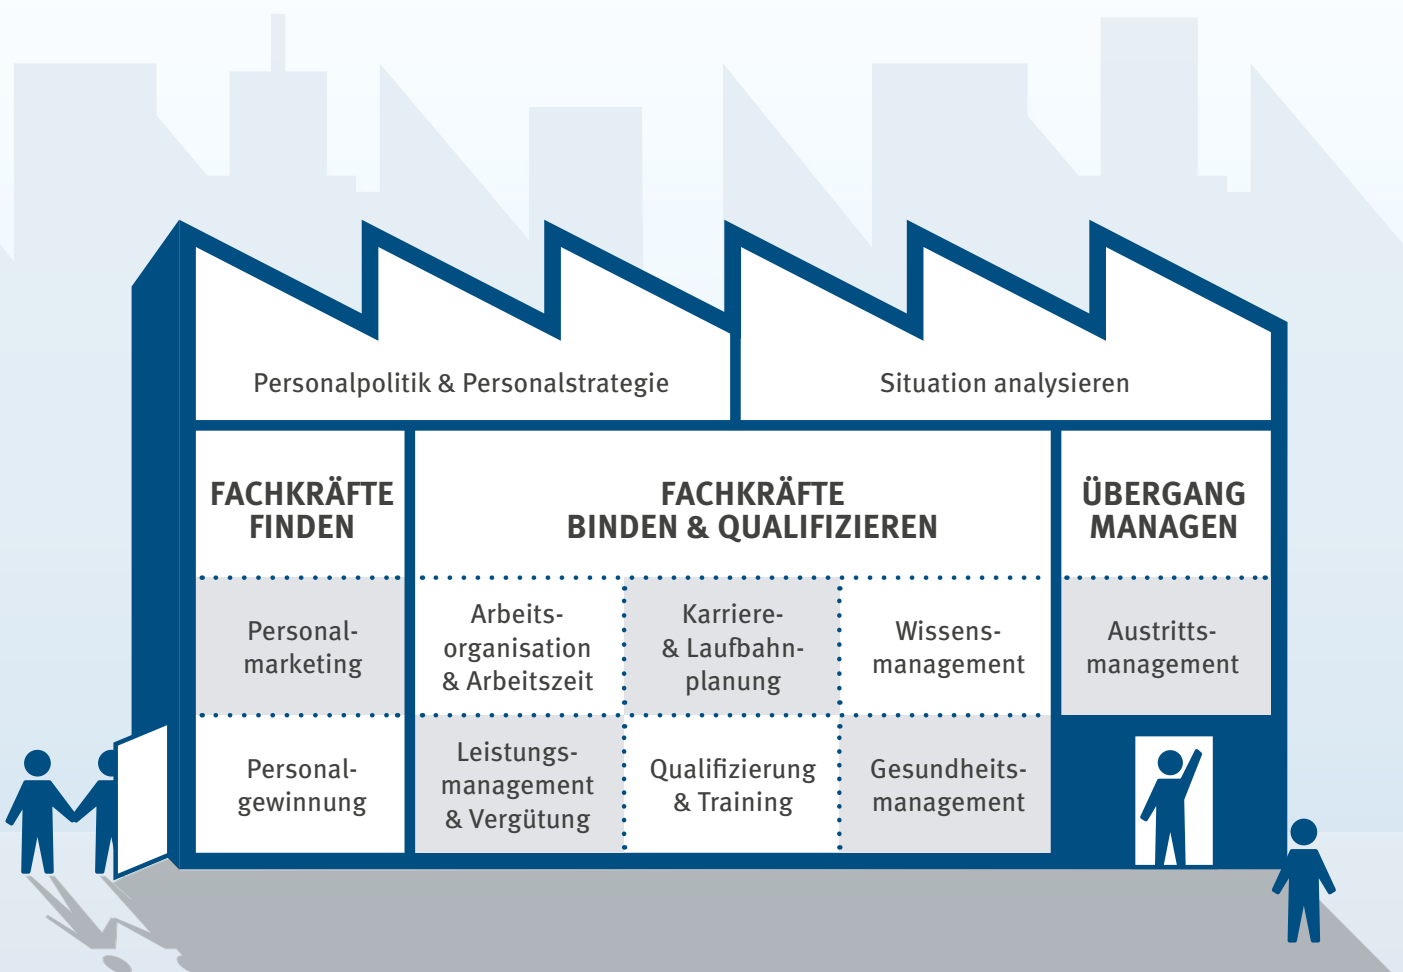 Personalpolitik & Personalstrategie
Situation analysieren
FACHKRÄFTE
FINDEN
FACHKRÄFTE
BINDEN & QUALIFIZIEREN
ÜBERGANG
MANAGEN
Personal-
marketing
Arbeits-
organisation
& Arbeitszeit
Karriere-
& Laufbahn-
planung
Wissens-
management
Austritts-
management
Personal-
gewinnung
Leistungs-
management
& Vergütung
Qualifizierung
& Training
Gesundheits-
management